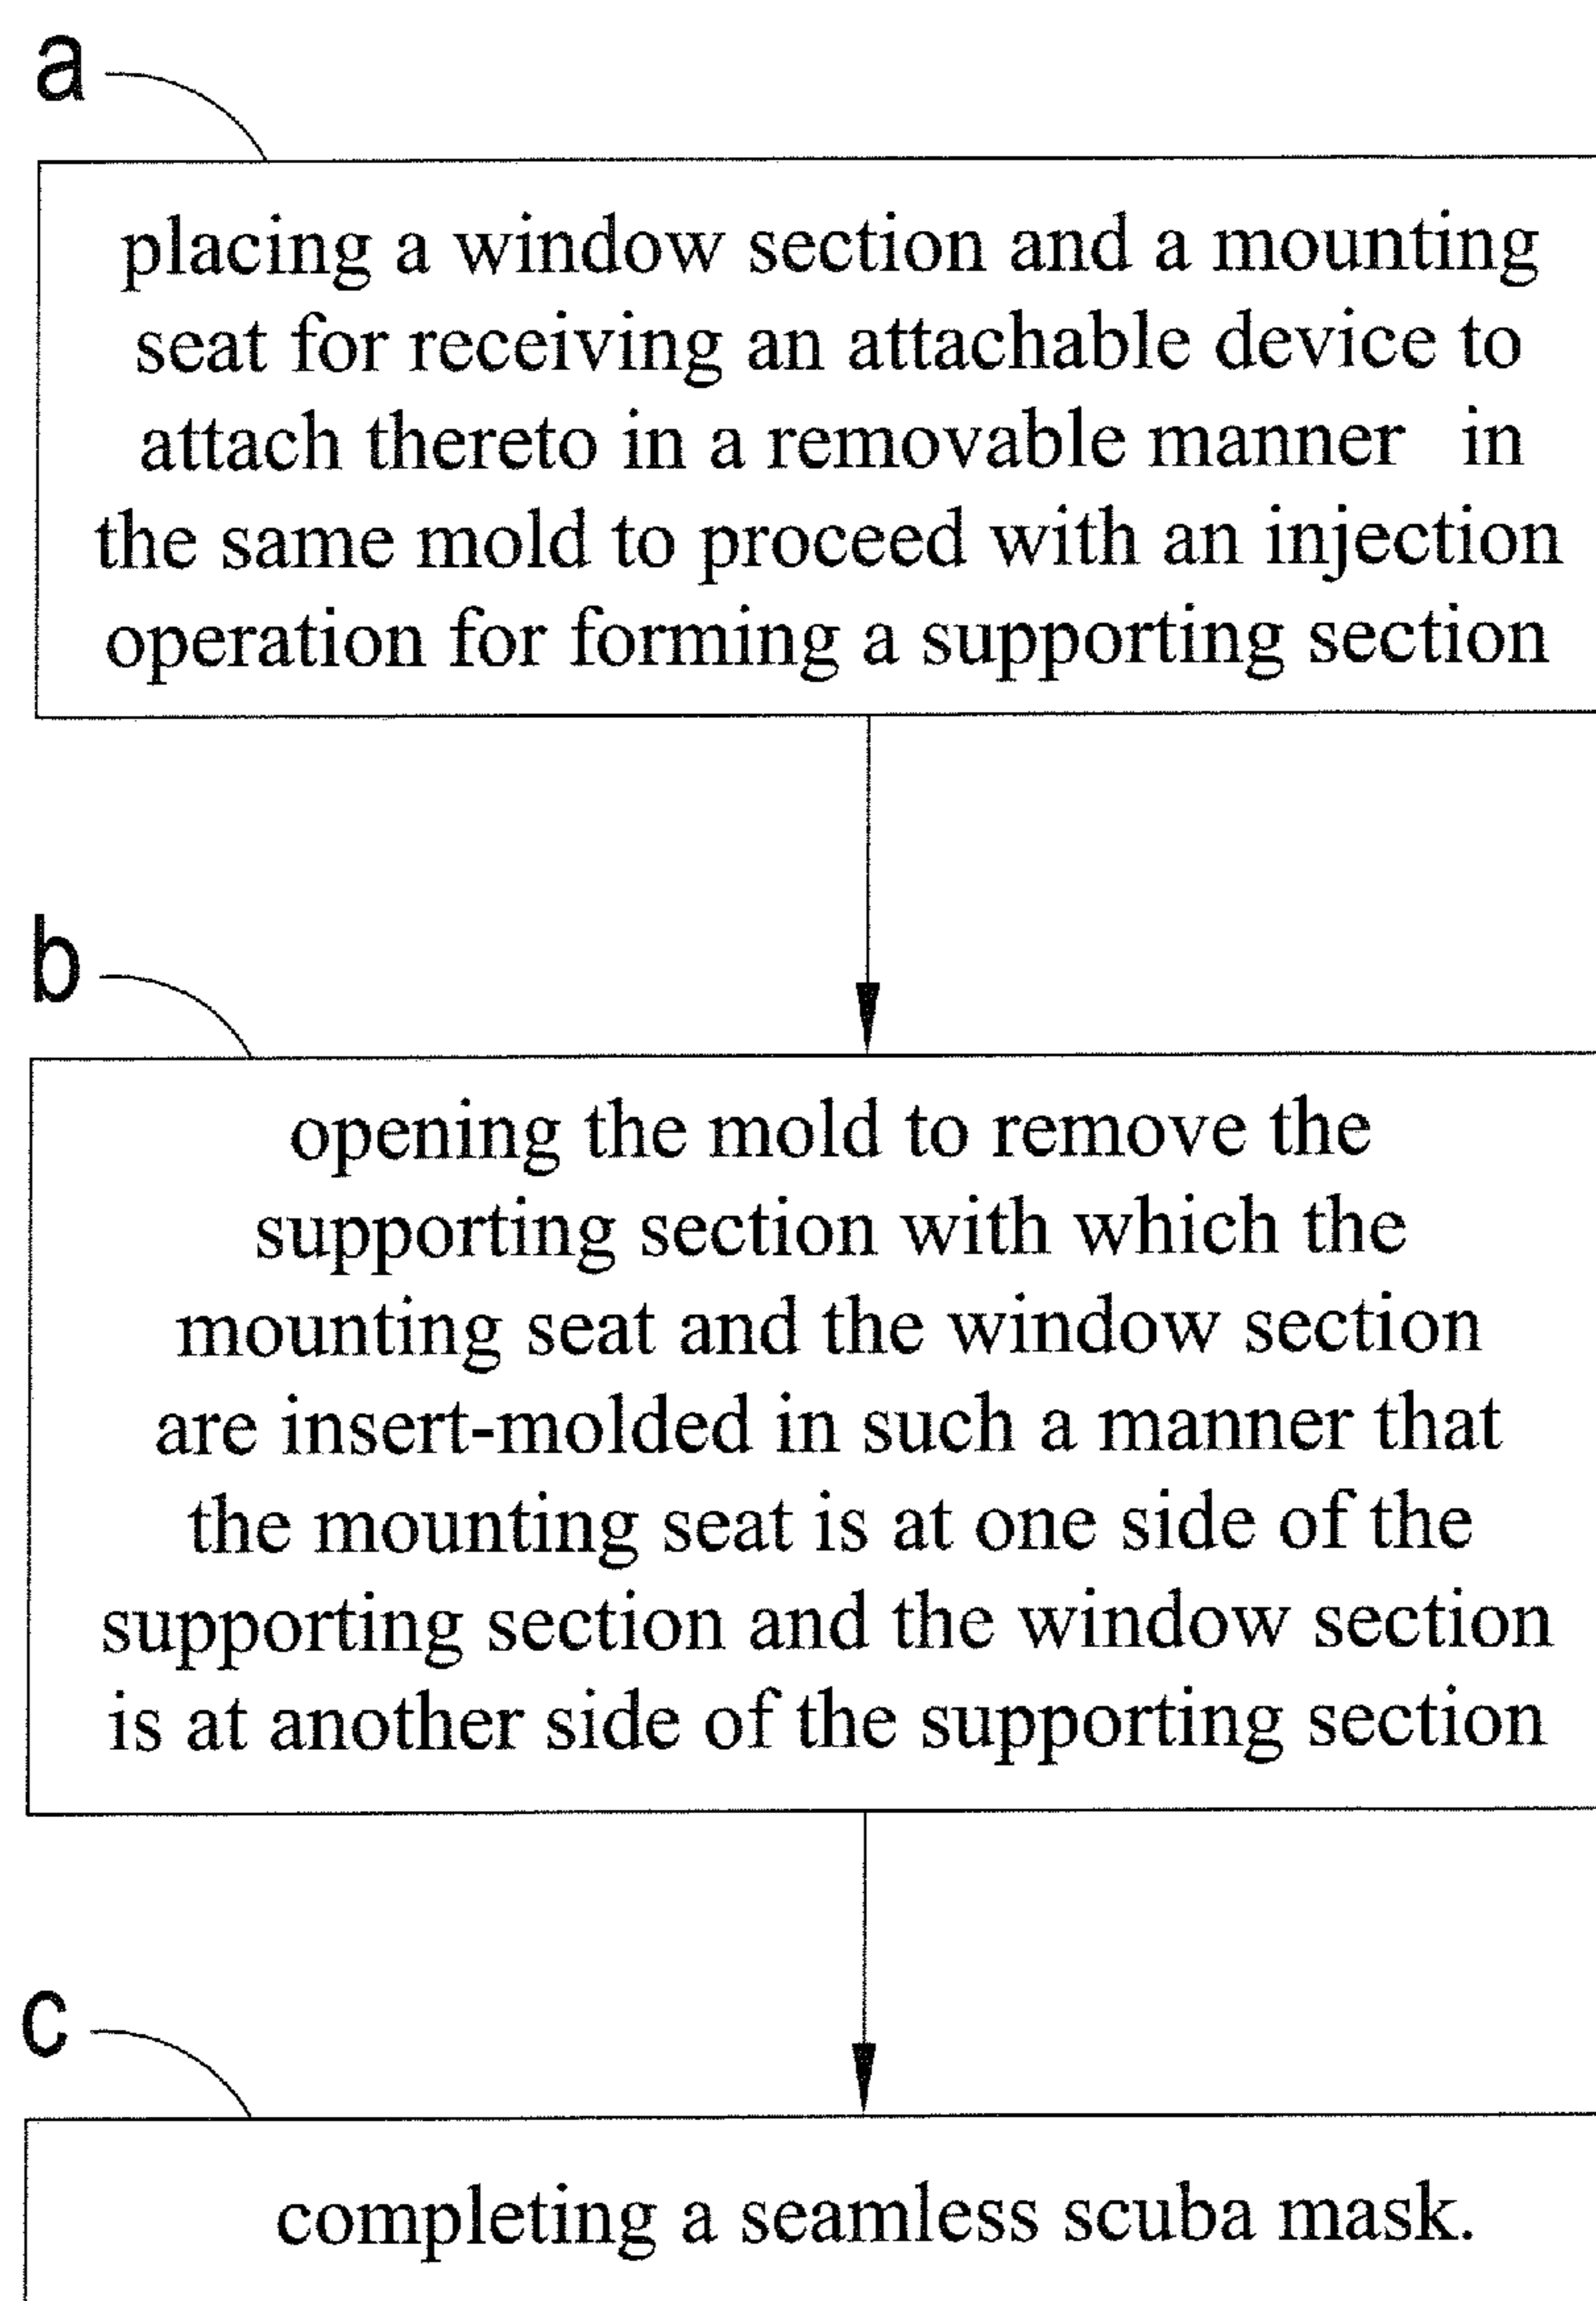 a
placing a window section and a mounting
seat for receiving an attachable device to
attach thereto in a removable manner in
the same mold to proceed with an injection
operation for forming a supporting section
b
opening the mold to remove the
supporting section with which the
mounting seat and the window section
are insert-molded in such a manner that
the mounting seat is at one side of the
supporting section and the window section
is at another side of the supporting section
c
completing a seamless scuba mask.